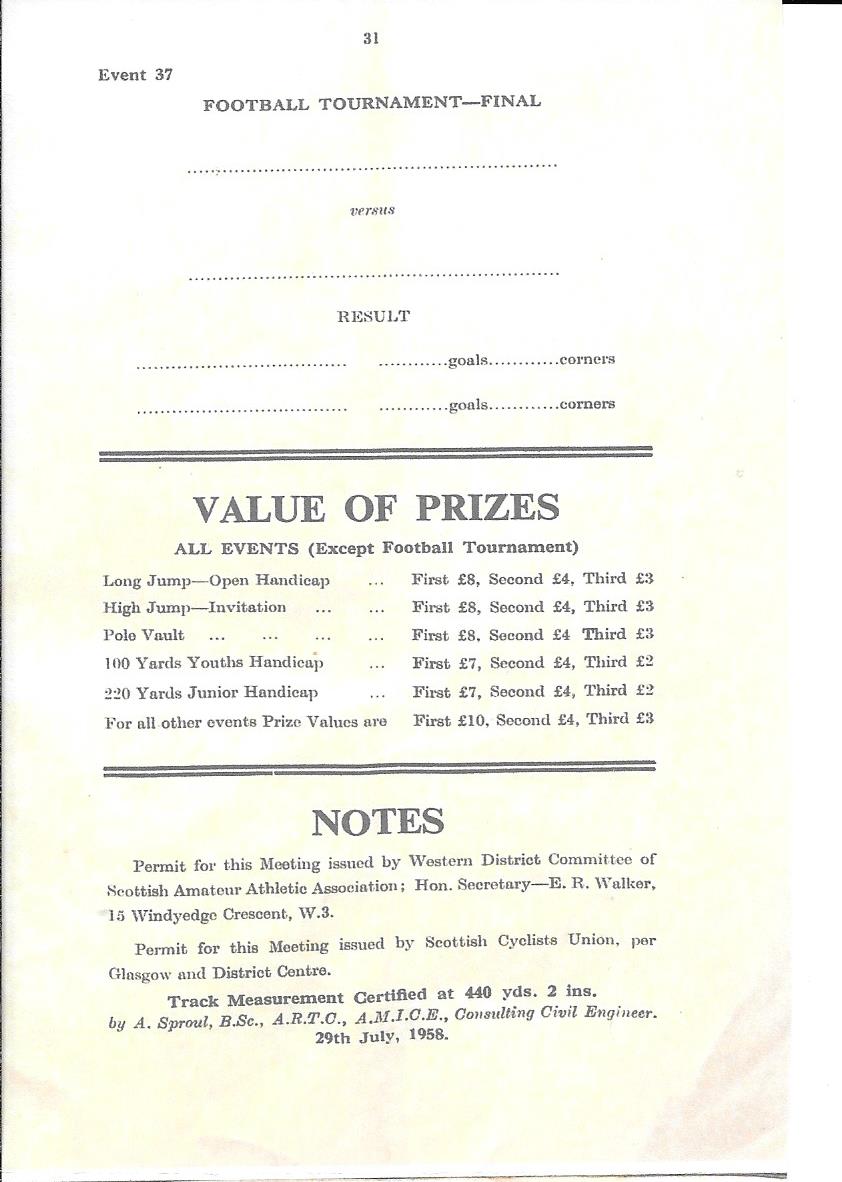 31
Event 37
FOOTBALL TOURNAMENT—FINAL
..............................................................
versus
..............................................................
RESULT
.................................... ............goals............corners
.................................... ............goals............corners
VALUE OF PRIZES
ALL EVENTS (Except Football Tournament)
Long Jump—Open Handicap ... First £8, Second £4, Third £3
High Jump—Invitation ... ... First £8, Second £4, Third £3
Pole Vault ... ... ... ... First £8, Second £4 Third £3
100 Yards Youths Handicap ... First £7, Second £4, Third £2
220 Yards Junior Handicap ... First £7, Second £4, Third £2
For all other events Prize Values are First £10, Second £4, Third £3
NOTES
Permit for this Meeting issued by Western District Committee of
Scottish Amateur Athletic Association; Hon. Secretary—E. R. Walker,
15 Windyedge Crescent, W.3.
Permit for this Meeting issued by Scottish Cyclists Union, per
Glasgow and District Centre.
Track Measurement Certified at 440 yds. 2 ins.
by A. Sproul, B.Sc., A.R.T.C., A.M.I.C.E., Consulting Civil Engineer.
29th July, 1958.